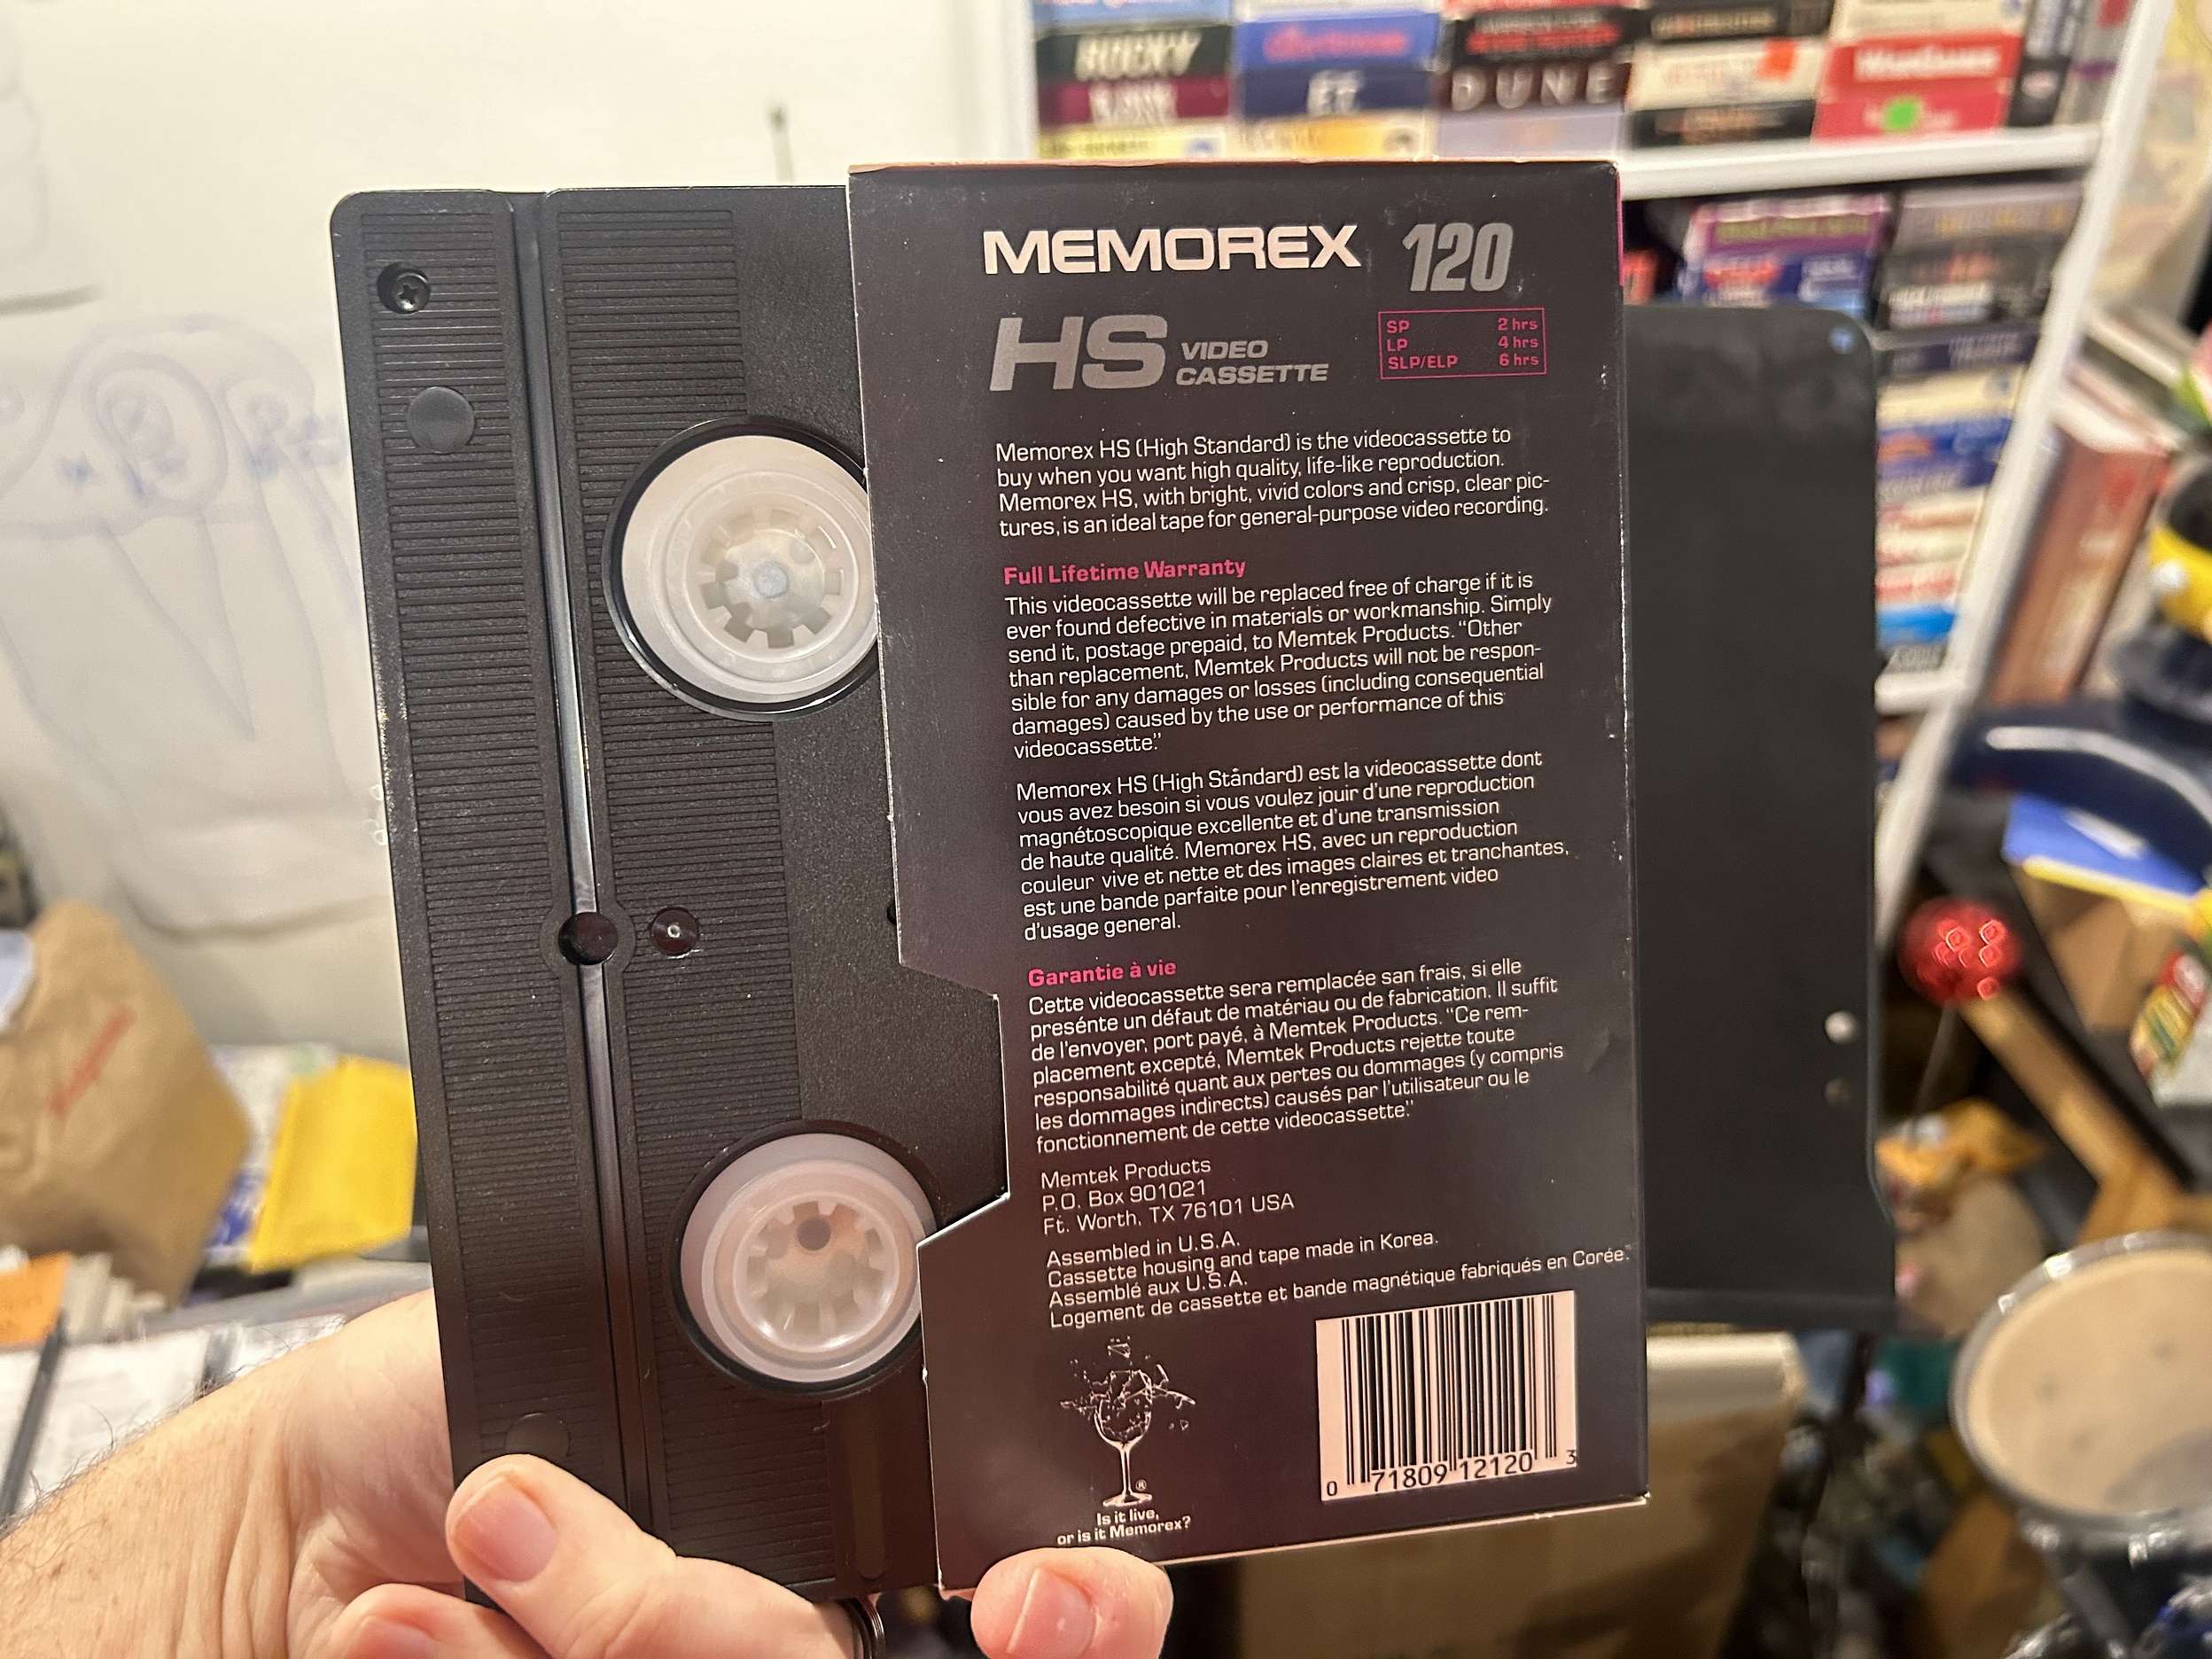 ROCKY
E.T.
DUNE
WARGAMES
MEMOREX 120
HS VIDEO
CASSETTE
SP 2 hrs
LP 4 hrs
SLP/ELP 6 hrs
Memorex HS (High Standard) is the videocassette to
buy when you want high quality, life-like reproduction.
Memorex HS, with bright, vivid colors and crisp, clear pic-
tures, is an ideal tape for general-purpose video recording.
Full Lifetime Warranty
This videocassette will be replaced free of charge if it is
ever found defective in materials or workmanship. Simply
send it, postage prepaid, to Memtek Products. “Other
than replacement, Memtek Products will not be respon-
sible for any damages or losses (including consequential
damages) caused by the use or performance of this
videocassette.”
Memorex HS (High Standard) est la videocassette dont
vous avez besoin si vous voulez jouir d'une reproduction
magnétoscopique excellente et d'une transmission
de haute qualité. Memorex HS, avec un reproduction
couleur vive et nette et des images claires et tranchantes,
est une bande parfaite pour l'enregistrement video
d'usage general.
Garantie à vie
Cette videocassette sera remplacée san frais, si elle
presénte un défaut de matériau ou de fabrication. Il suffit
de l'envoyer, port payé, à Memtek Products. “Ce rem-
placement excepté, Memtek Products rejette toute
responsabilité quant aux pertes ou dommages (y compris
les dommages indirects) causés par l'utilisateur ou le
fonctionnement de cette videocassette.”
Memtek Products
P.O. Box 901021
Ft. Worth, TX 76101 USA
Assembled in U.S.A.
Cassette housing and tape made in Korea.
Assemblé aux U.S.A.
Logement de cassette et bande magnétique fabriqués en Corée.
®
Is it live,
or is it Memorex?
0 71809 12120 3